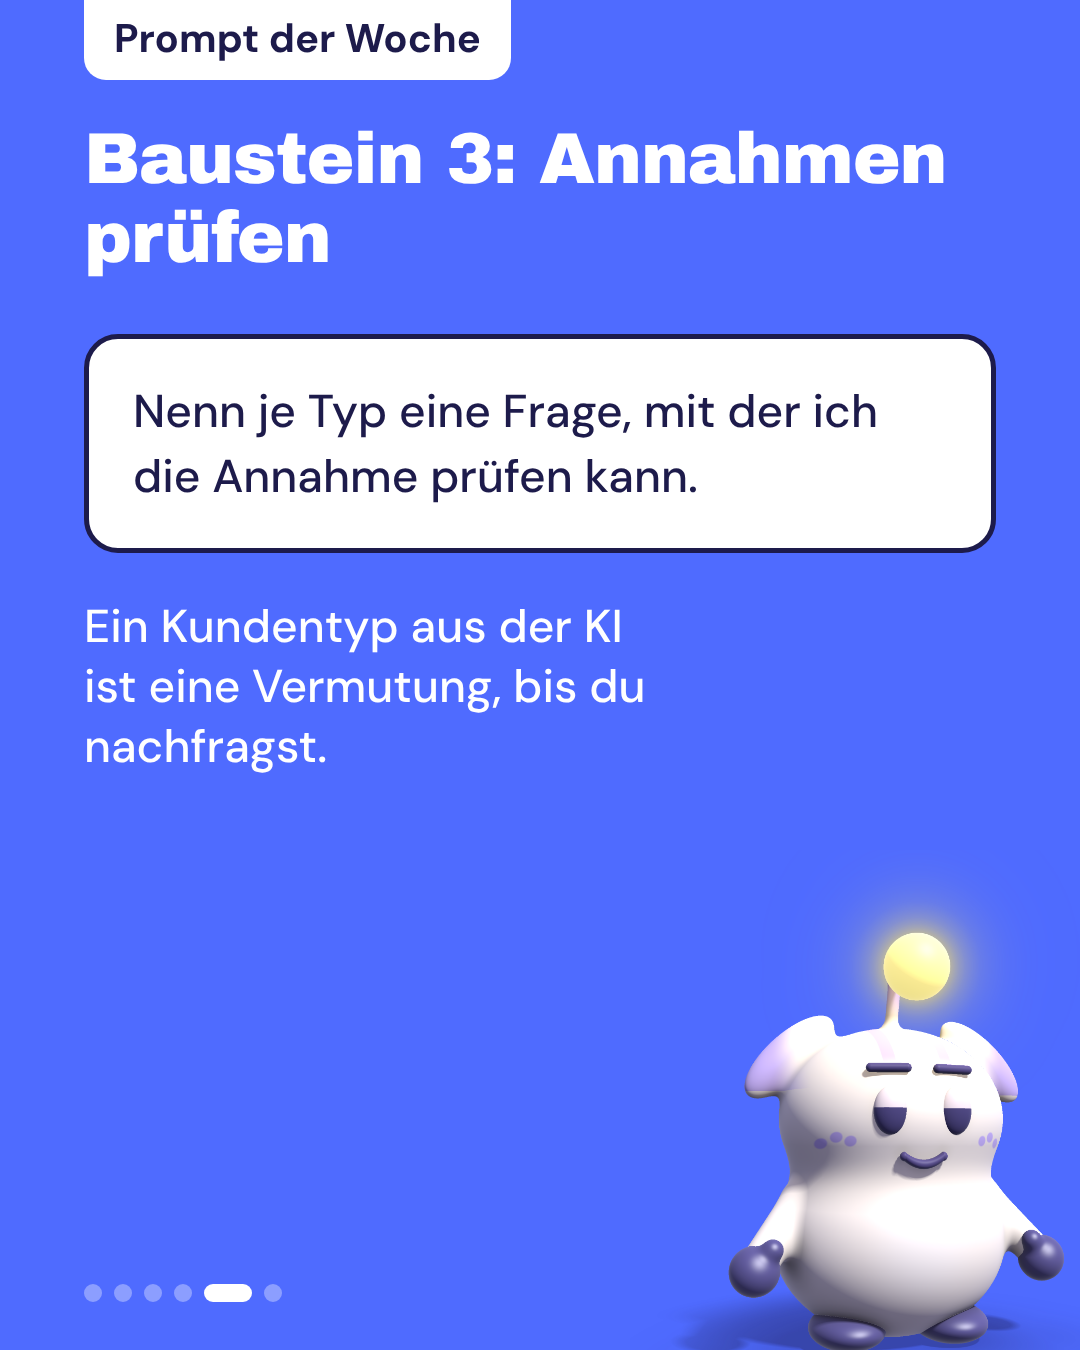 Prompt der Woche
Baustein 3: Annahmen
prüfen
Nenn je Typ eine Frage, mit der ich
die Annahme prüfen kann.
Ein Kundentyp aus der KI
ist eine Vermutung, bis du
nachfragst.